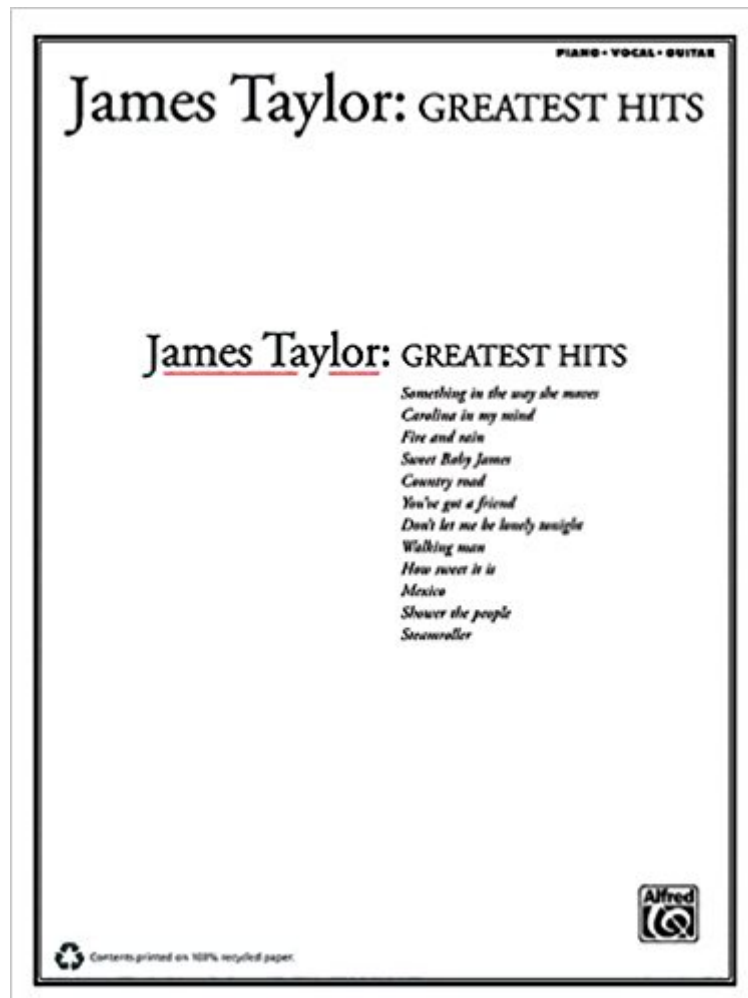 PIANO • VOCAL • GUITAR
James Taylor: GREATEST HITS
James Taylor: GREATEST HITS
Something in the way she moves
Carolina in my mind
Fire and rain
Sweet Baby James
Country road
You've got a friend
Don't let me be lonely tonight
Walking man
How sweet it is
Mexico
Shower the people
Steamroller
Alfred
Contents printed on 100% recycled paper.